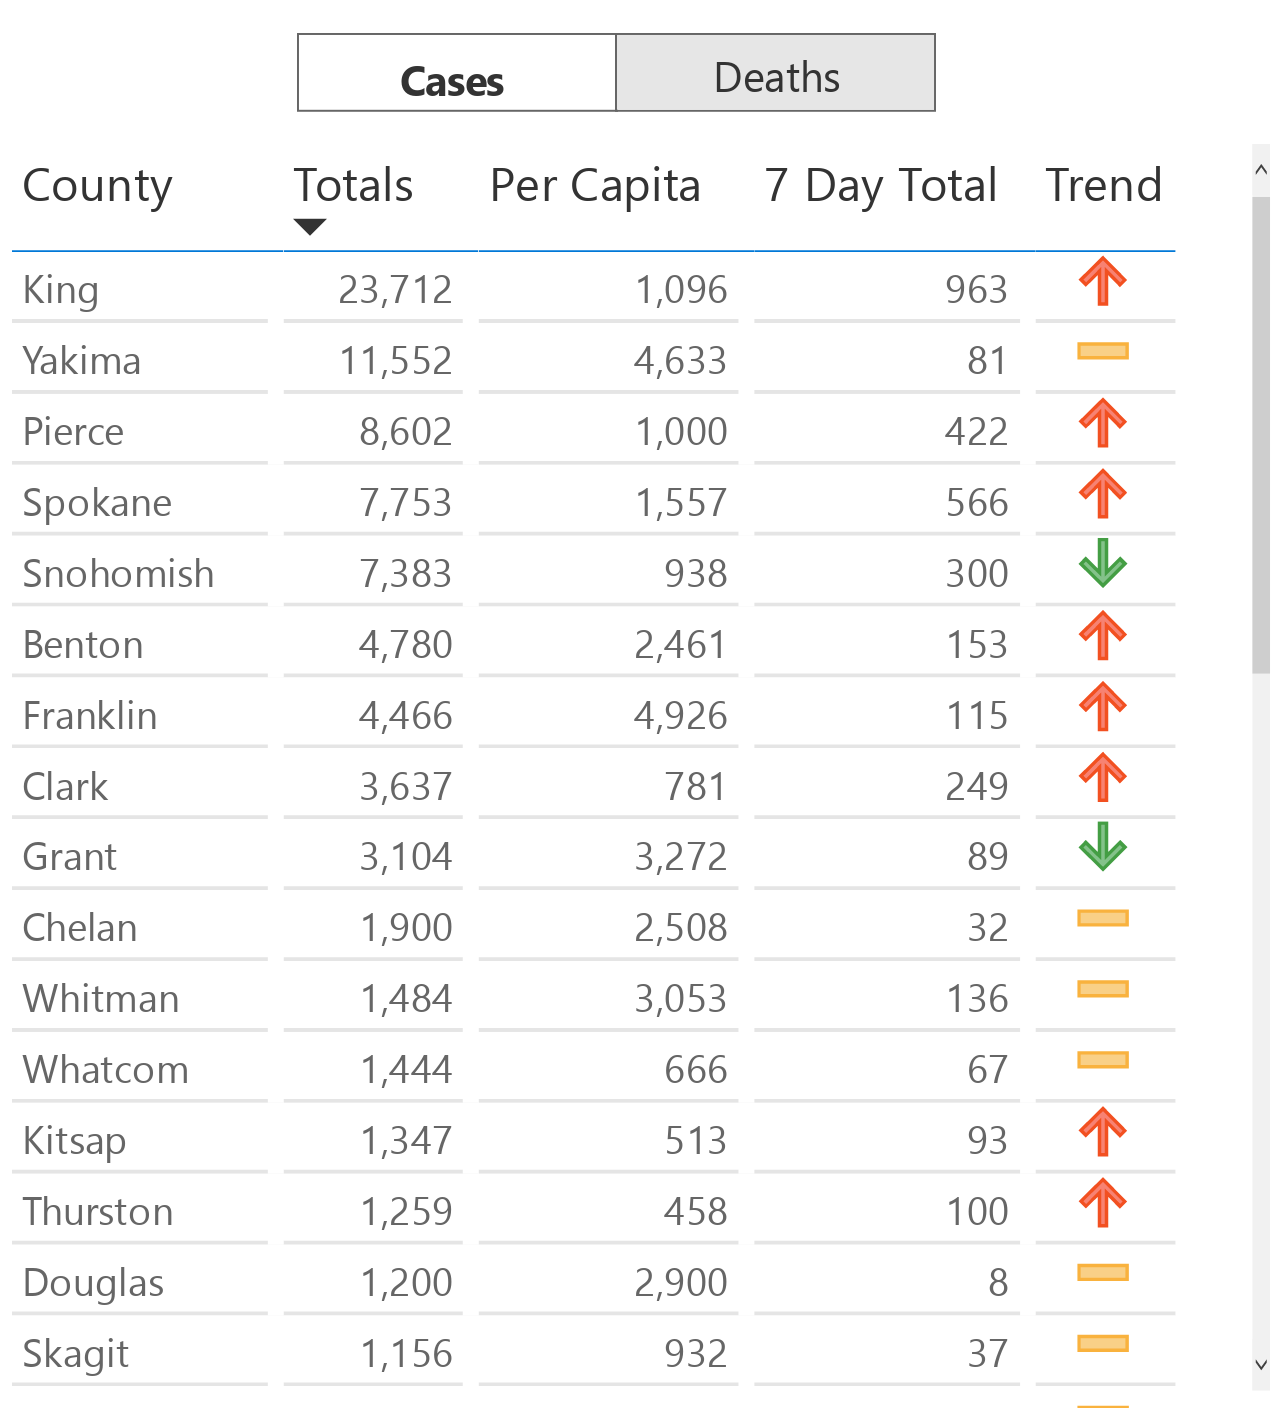 Cases Deaths
County Totals Per Capita 7 Day Total Trend
King 23,712 1,096 963
Yakima 11,552 4,633 81
Pierce 8,602 1,000 422
Spokane 7,753 1,557 566
Snohomish 7,383 938 300
Benton 4,780 2,461 153
Franklin 4,466 4,926 115
Clark 3,637 781 249
Grant 3,104 3,272 89
Chelan 1,900 2,508 32
Whitman 1,484 3,053 136
Whatcom 1,444 666 67
Kitsap 1,347 513 93
Thurston 1,259 458 100
Douglas 1,200 2,900 8
Skagit 1,156 932 37